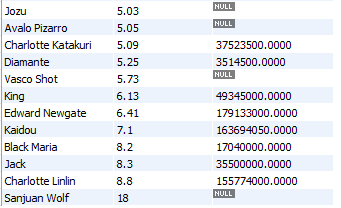 Jozu 5.03 NULL
Avalo Pizarro 5.05 NULL
Charlotte Katakuri 5.09 37523500.0000
Diamante 5.25 3514500.0000
Vasco Shot 5.73 NULL
King 6.13 49345000.0000
Edward Newgate 6.41 179133000.0000
Kaidou 7.1 163694050.0000
Black Maria 8.2 17040000.0000
Jack 8.3 35500000.0000
Charlotte Linlin 8.8 155774000.0000
Sanjuan Wolf 18 NULL